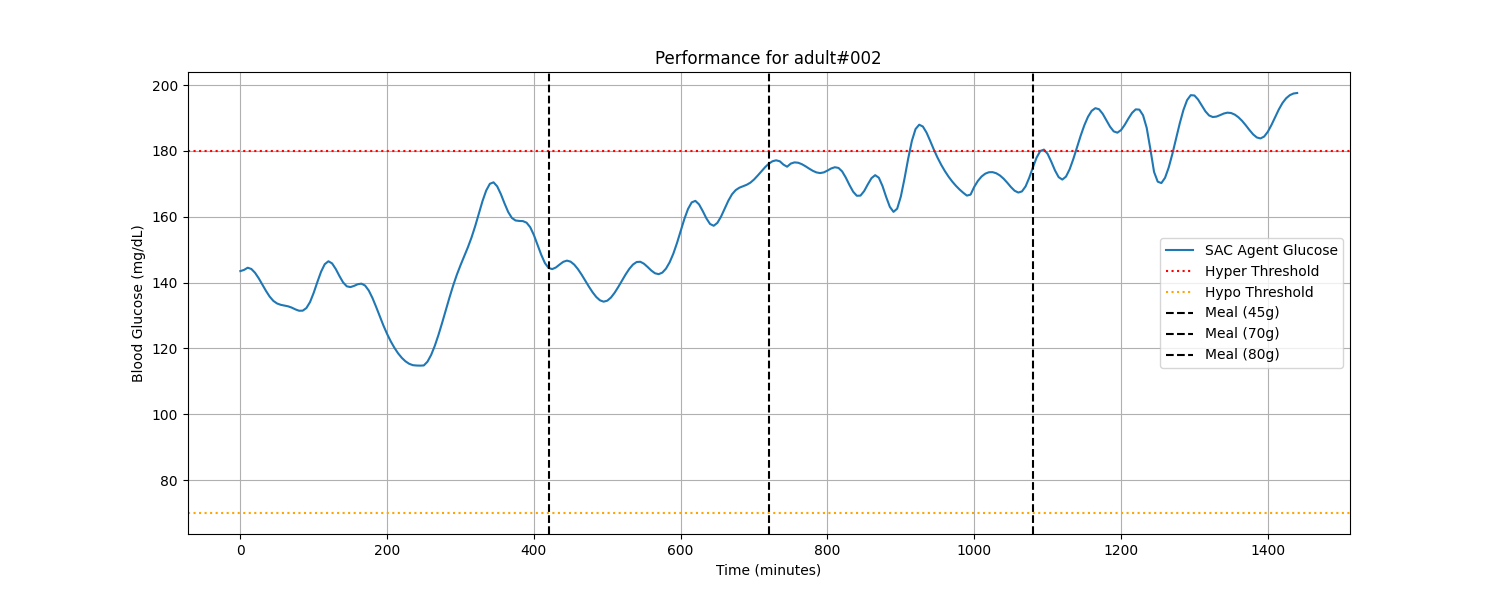 Performance for adult#002
Blood Glucose (mg/dL)
200
180
160
140
120
100
80
SAC Agent Glucose
Hyper Threshold
Hypo Threshold
Meal (45g)
Meal (70g)
Meal (80g)
0 200 400 600 800 1000 1200 1400
Time (minutes)